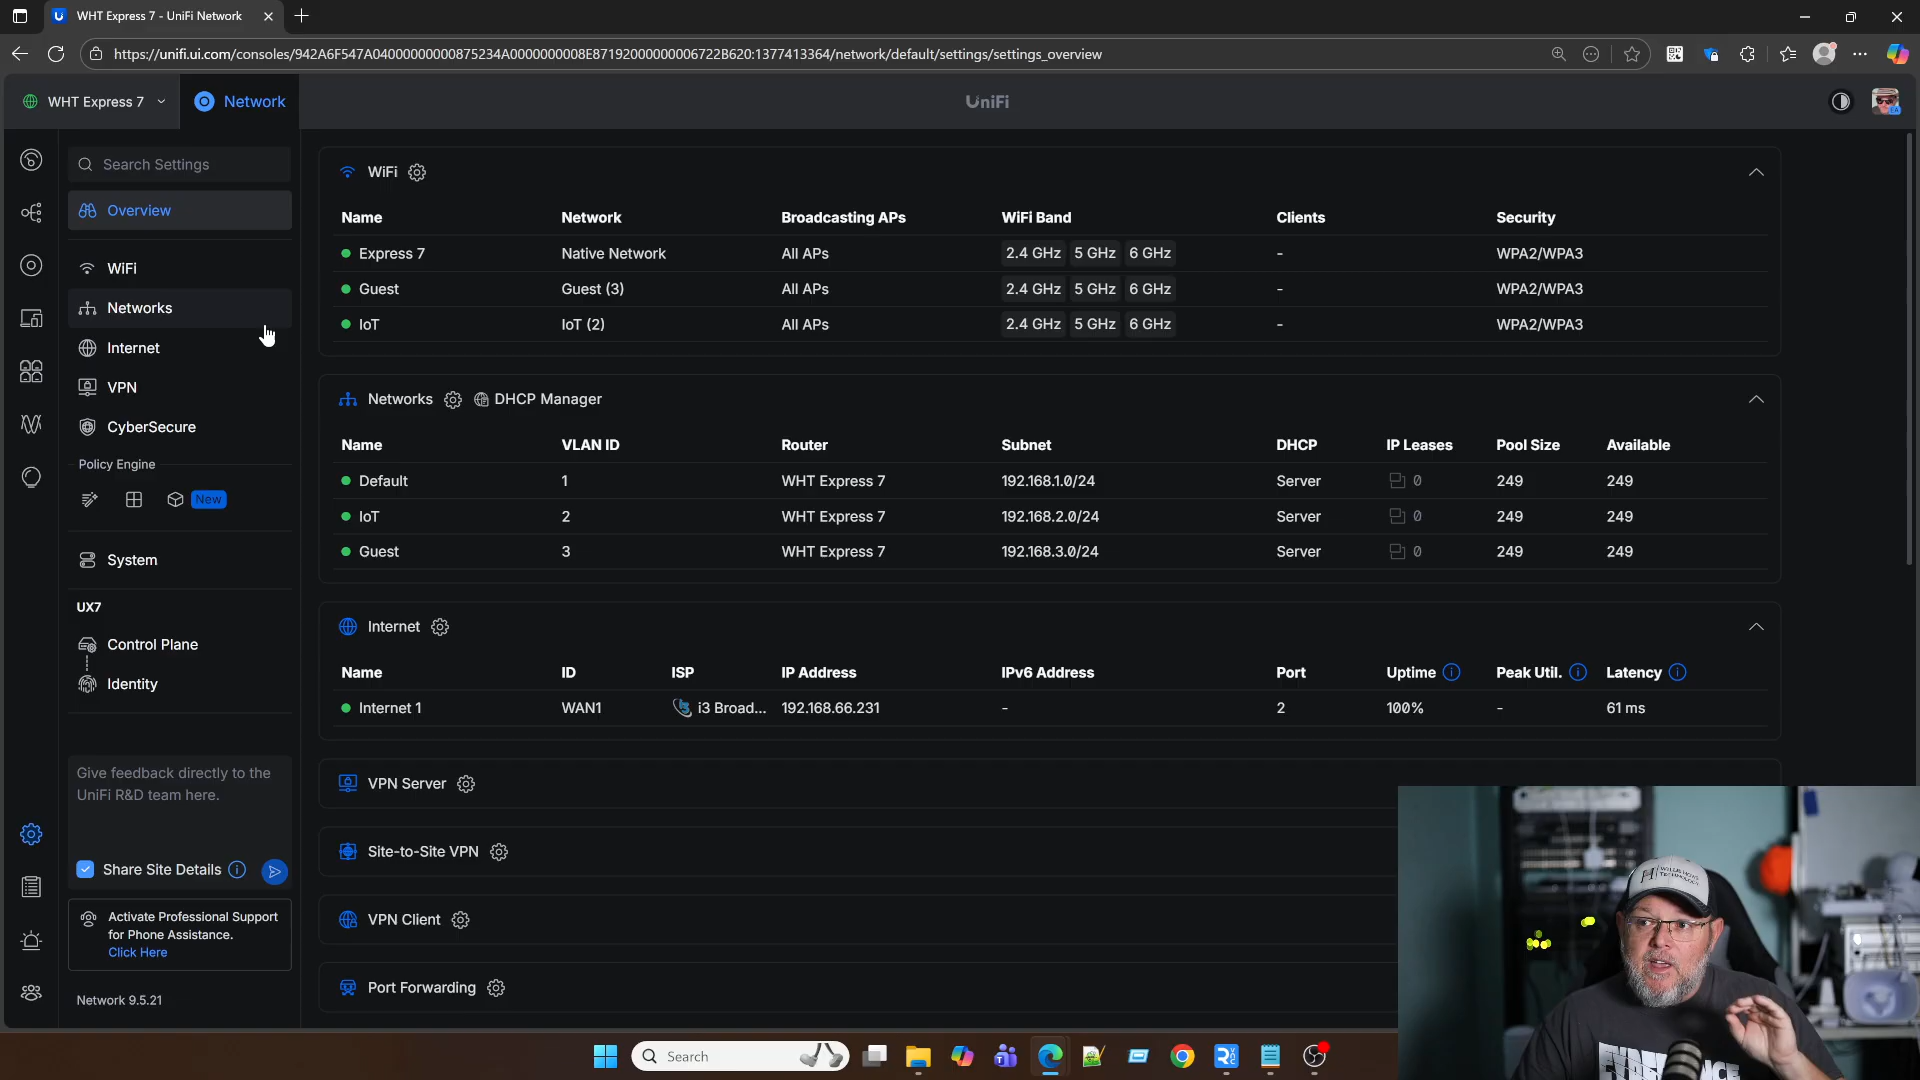 WHT Express 7 - UniFi Network
https://unifi.ui.com/consoles/942A6F547A04000000000875234A0000000008E87192000000006722B620:1377413364/network/default/settings/settings_overview
WHT Express 7
Network
UniFi
EA
Search Settings
Overview
WiFi
Networks
Internet
VPN
CyberSecure
Policy Engine
New
System
UX7
Control Plane
Identity
Give feedback directly to the
UniFi R&D team here.
Share Site Details
Activate Professional Support
for Phone Assistance.
Click Here
Network 9.5.21
WiFi
Name Network Broadcasting APs WiFi Band Clients Security
Express 7 Native Network All APs 2.4 GHz 5 GHz 6 GHz - WPA2/WPA3
Guest Guest (3) All APs 2.4 GHz 5 GHz 6 GHz - WPA2/WPA3
IoT IoT (2) All APs 2.4 GHz 5 GHz 6 GHz - WPA2/WPA3
Networks DHCP Manager
Name VLAN ID Router Subnet DHCP IP Leases Pool Size Available
Default 1 WHT Express 7 192.168.1.0/24 Server 0 249 249
IoT 2 WHT Express 7 192.168.2.0/24 Server 0 249 249
Guest 3 WHT Express 7 192.168.3.0/24 Server 0 249 249
Internet
Name ID ISP IP Address IPv6 Address Port Uptime Peak Util. Latency
Internet 1 WAN1 i3 Broad... 192.168.66.231 - 2 100% - 61 ms
VPN Server
Site-to-Site VPN
VPN Client
Port Forwarding
H
WILLIE HOWE
TECHNOLOGY
Search